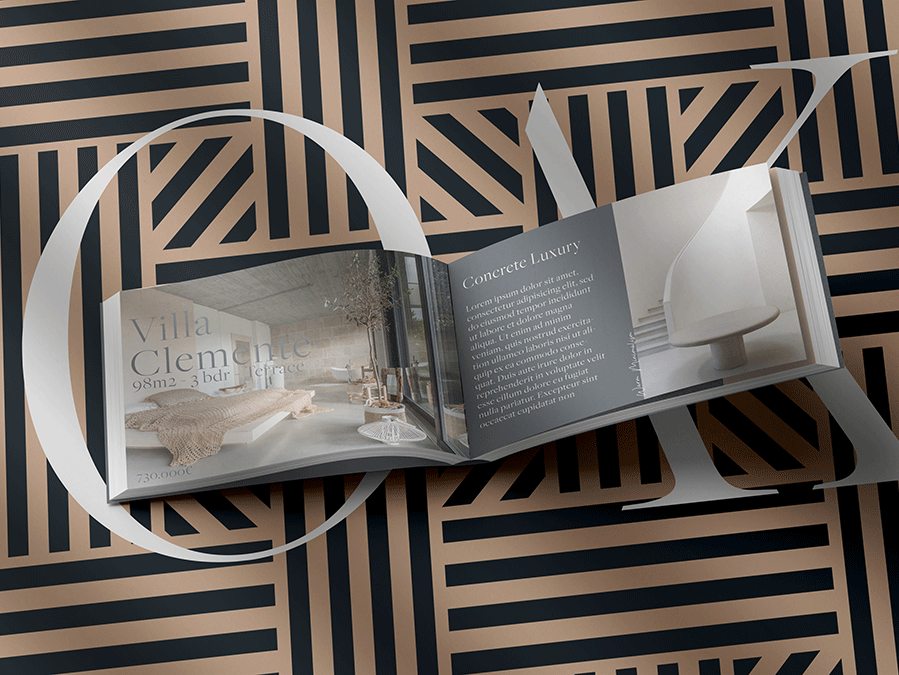 O
Villa
Clemente
98m2 - 3 bdr - Terrace
730.000€
Concrete Luxury
Lorem ipsum dolor sit amet,
consectetur adipisicing elit, sed
do eiusmod tempor incididunt
ut labore et dolore magna
aliqua. Ut enim ad minim
veniam, quis nostrud exercita-
tion ullamco laboris nisi ut ali-
quip ex ea commodo conse
quat. Duis aute irure dolor in
reprehenderit in voluptate velit
esse cillum dolore eu fugiat
nulla pariatur. Excepteur sint
occaecat cupidatat non